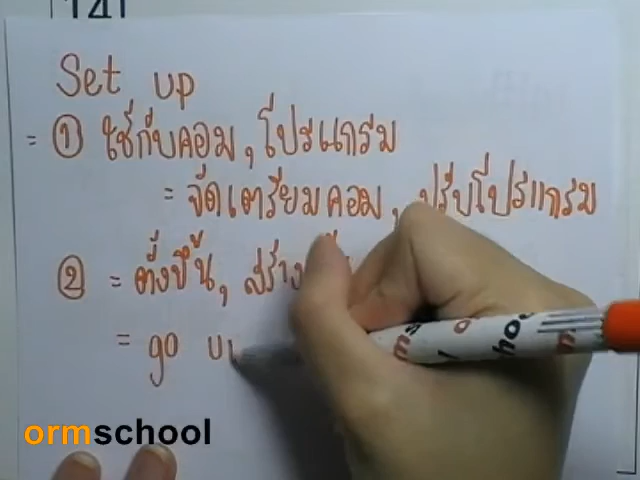 141
Set up
= ① ใช้กับคอม, โปรแกรม
= จัดเตรียมคอม, ปรับโปรแกรม
② = ตั้งขึ้น, สร้าง
= go up
ormschool